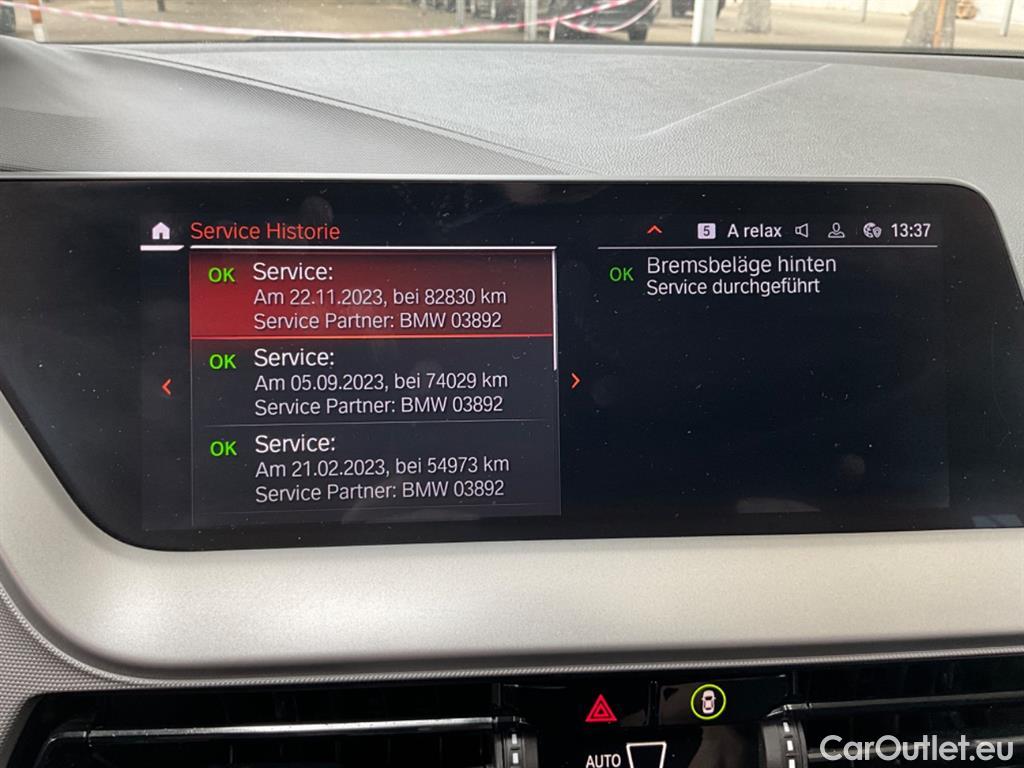 Service Historie
5 A relax 13:37
OK Service:
Am 22.11.2023, bei 82830 km
Service Partner: BMW 03892
OK Service:
Am 05.09.2023, bei 74029 km
Service Partner: BMW 03892
OK Service:
Am 21.02.2023, bei 54973 km
Service Partner: BMW 03892
OK Bremsbeläge hinten
Service durchgeführt
AUTO
CarOutlet.eu